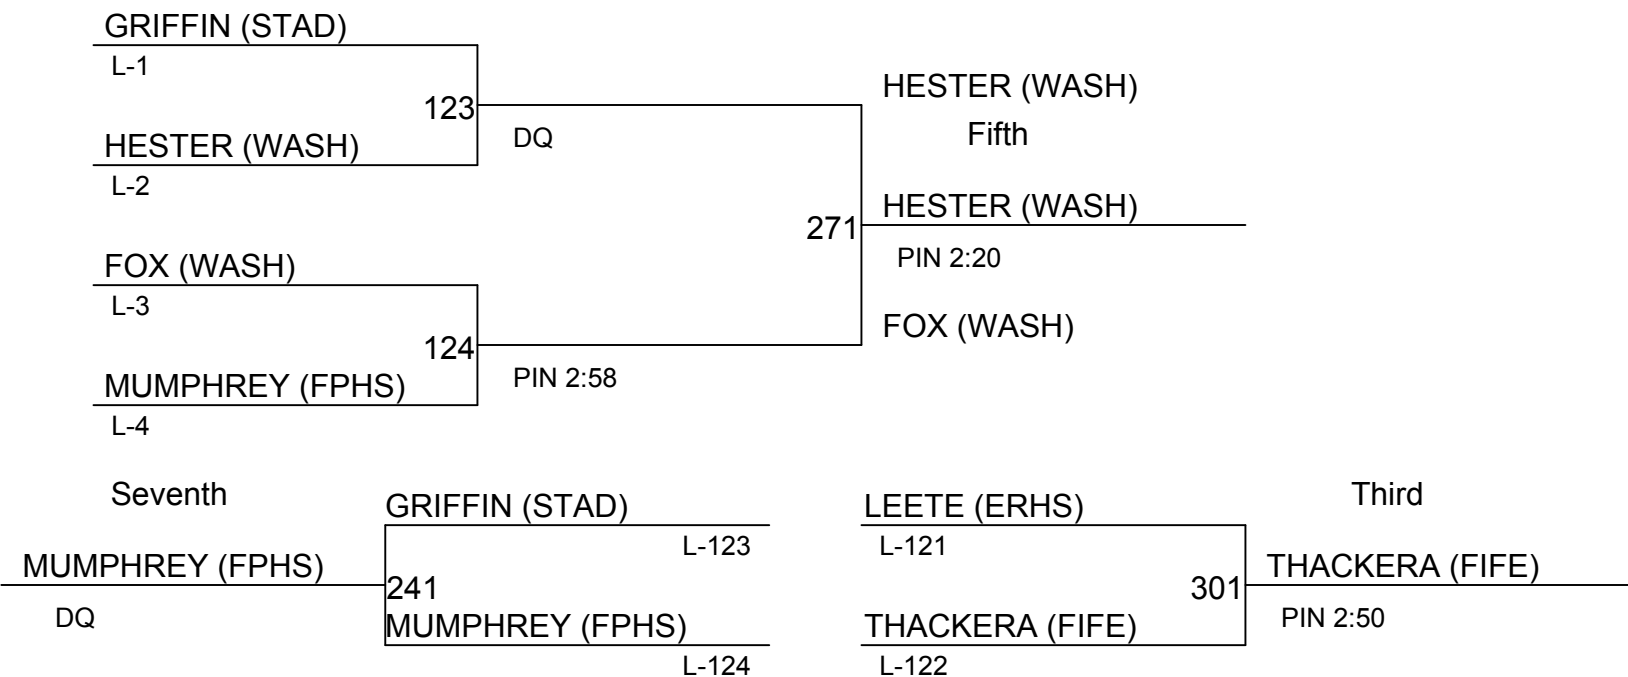 GRIFFIN (STAD)
L-1
123
HESTER (WASH)
DQ
HESTER (WASH)
L-2
Fifth
271
HESTER (WASH)
PIN 2:20
FOX (WASH)
L-3
124
FOX (WASH)
MUMPHREY (FPHS)
PIN 2:58
L-4
Seventh
GRIFFIN (STAD)
L-123
MUMPHREY (FPHS)
241
DQ
MUMPHREY (FPHS)
L-124
LEETE (ERHS)
Third
L-121
301
THACKERA (FIFE)
THACKERA (FIFE)
PIN 2:50
L-122